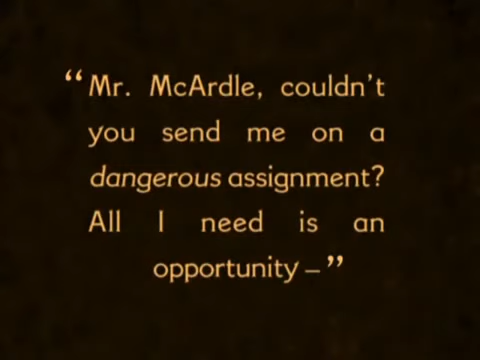 “Mr. McArdle, couldn’t
you send me on a
dangerous assignment?
All I need is an
opportunity – ”